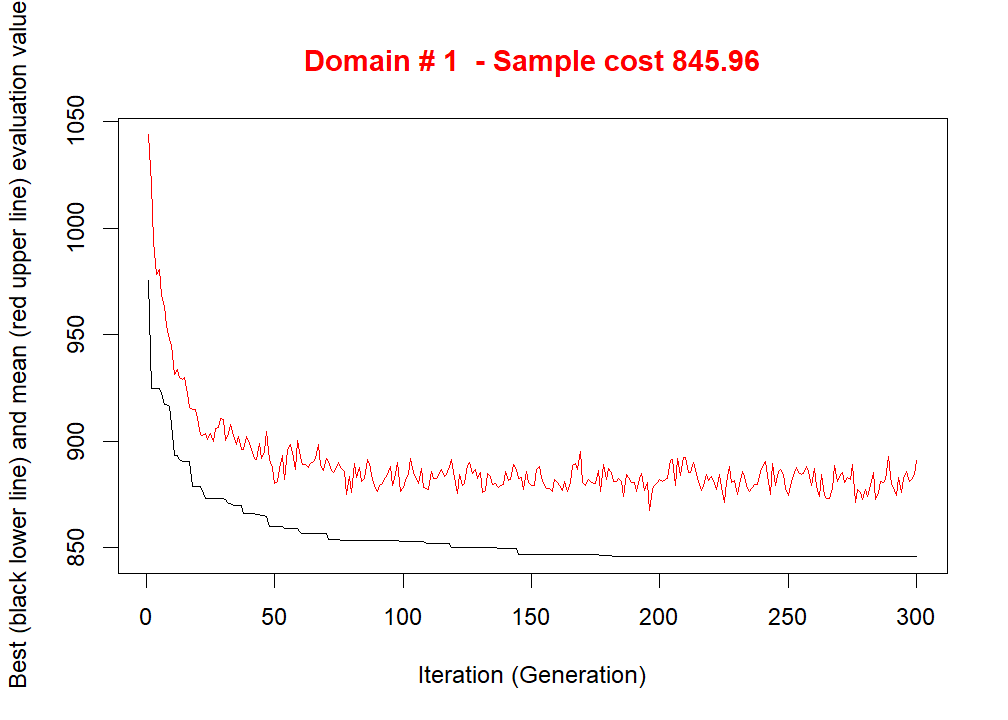 Domain # 1  - Sample cost 845.96
Best (black lower line) and mean (red upper line) evaluation value
1050
1000
950
900
850
0 50 100 150 200 250 300
Iteration (Generation)